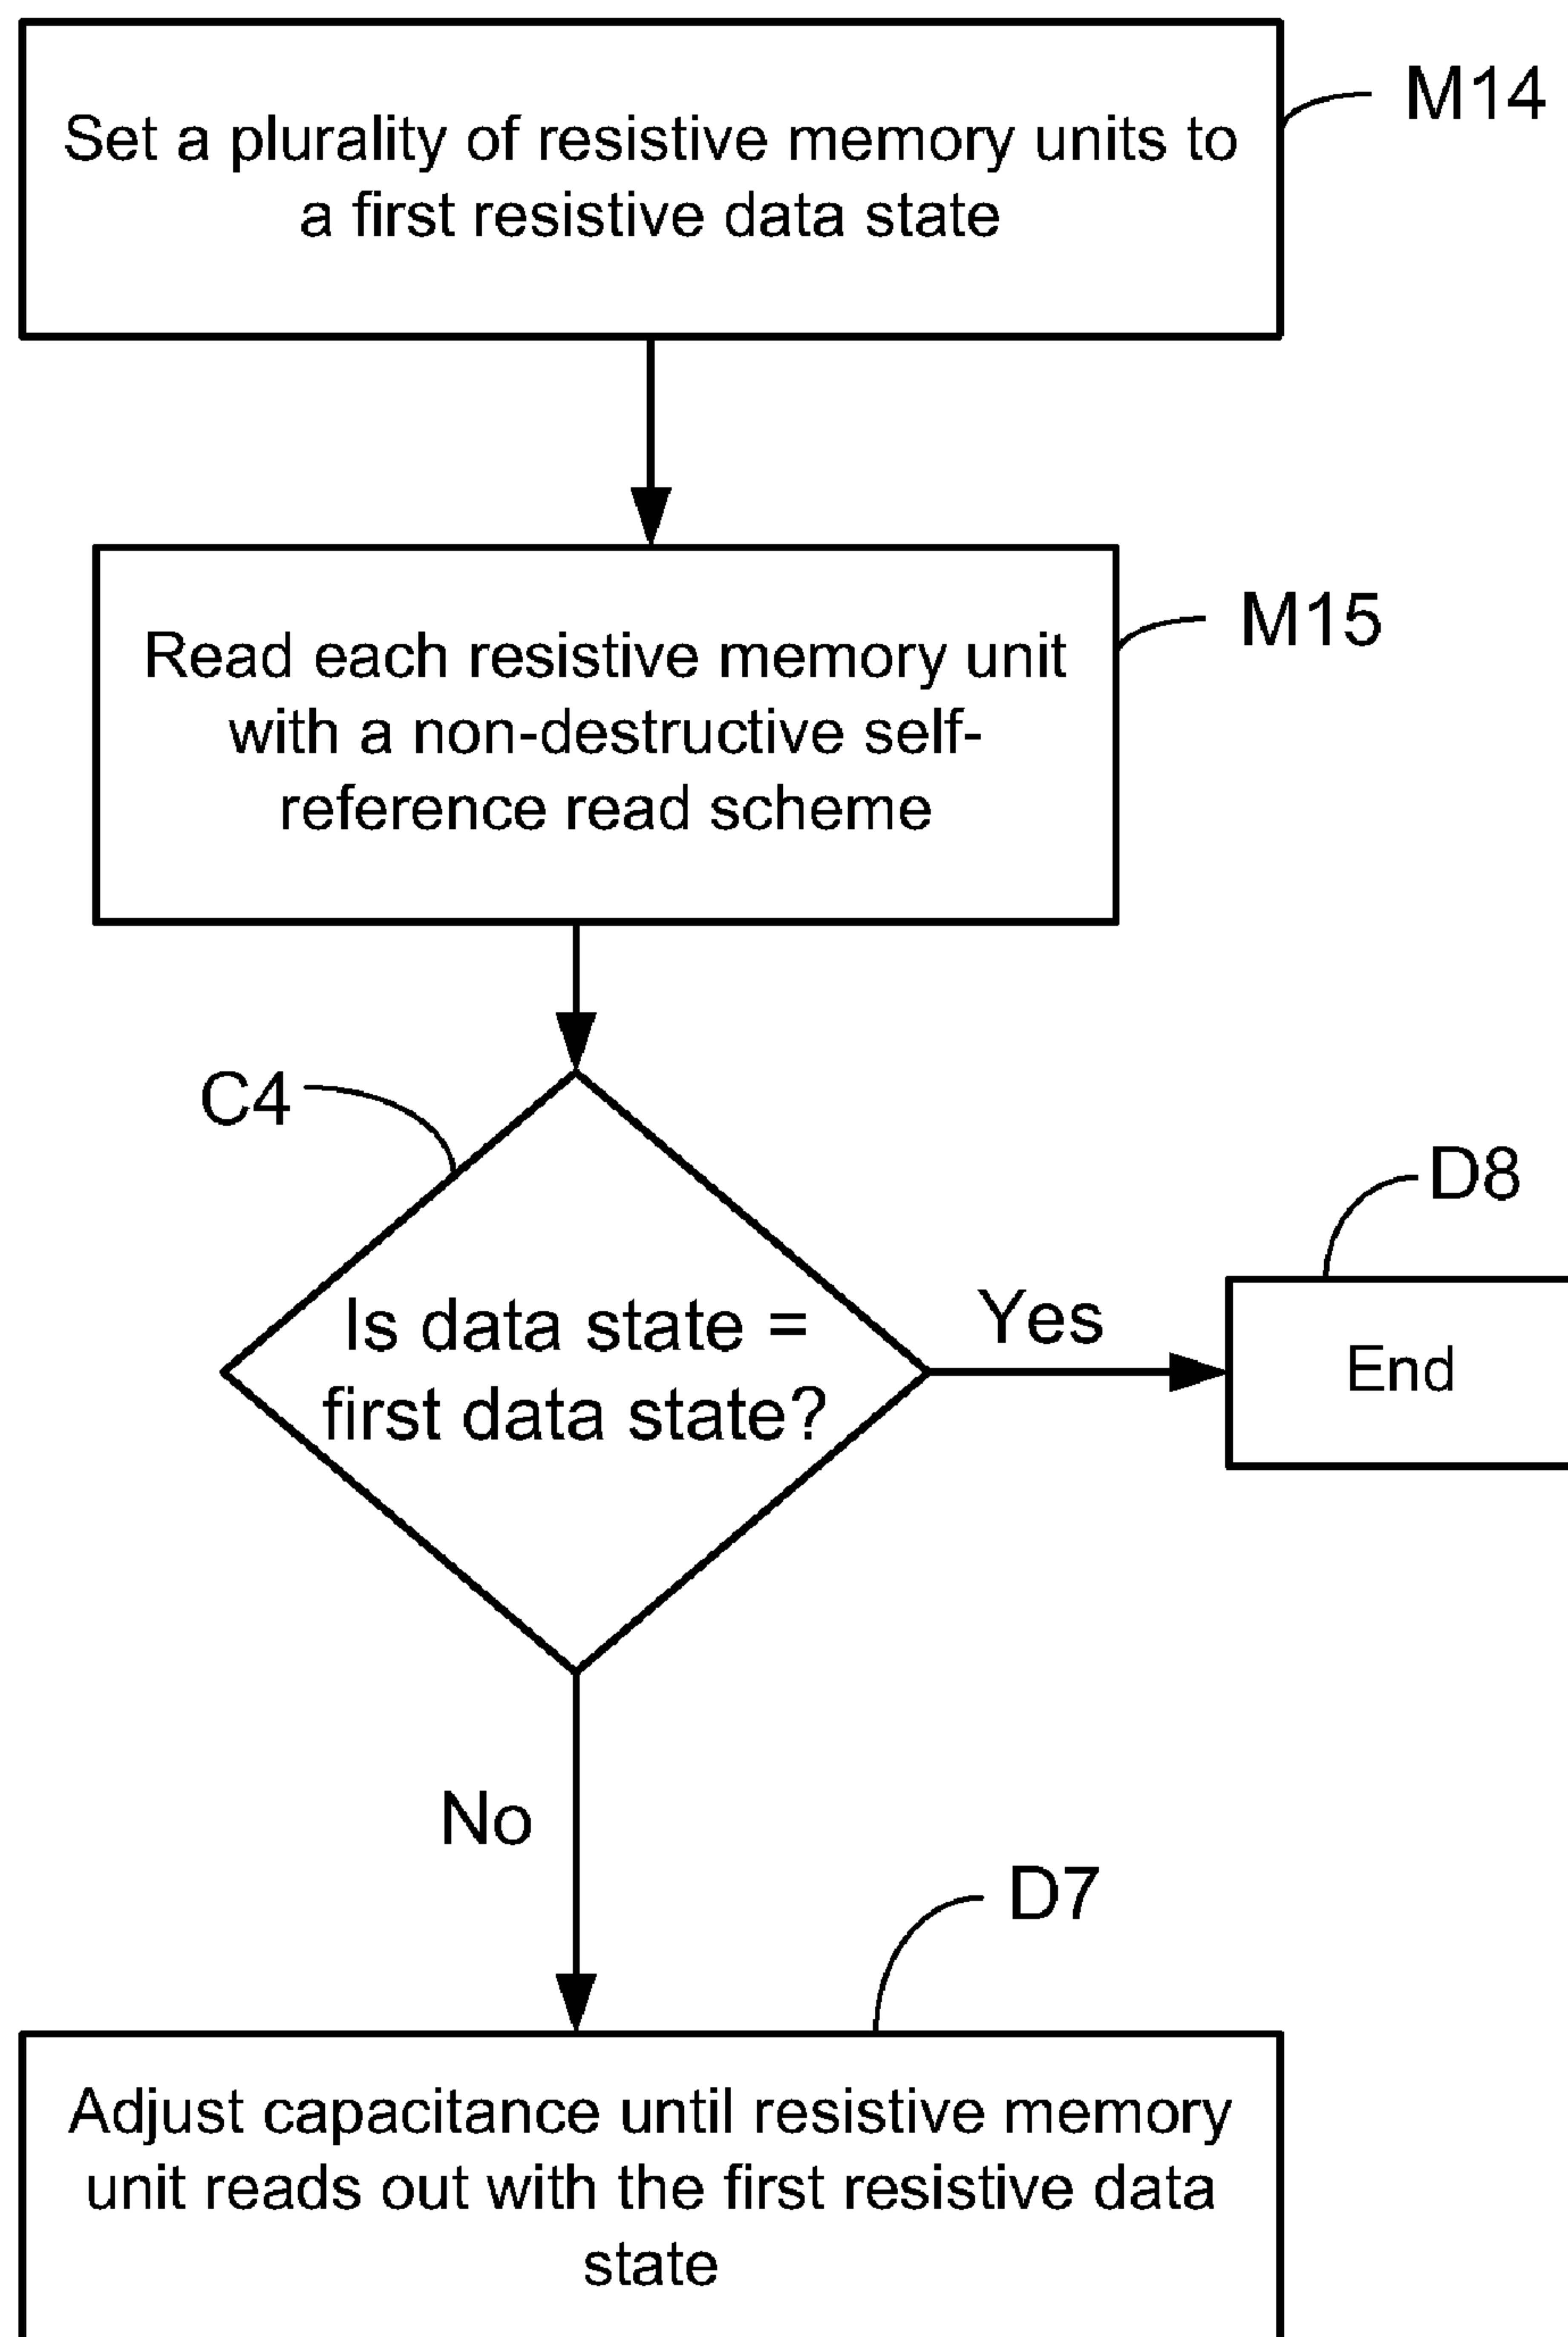 Set a plurality of resistive memory units to
a first resistive data state
M14
Read each resistive memory unit
with a non-destructive self-
reference read scheme
M15
C4
Is data state =
first data state?
Yes
D8
End
No
D7
Adjust capacitance until resistive memory
unit reads out with the first resistive data
state